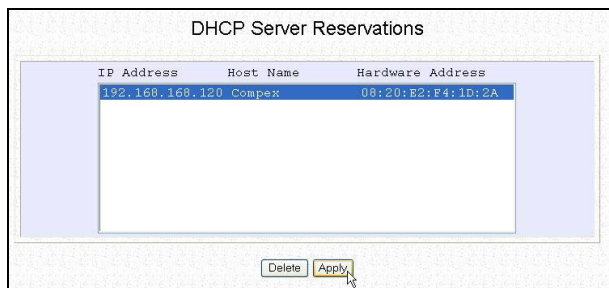 DHCP Server Reservations
IP Address Host Name Hardware Address
192.168.168.120 Compex 08:20:E2:F4:1D:2A
Delete Apply